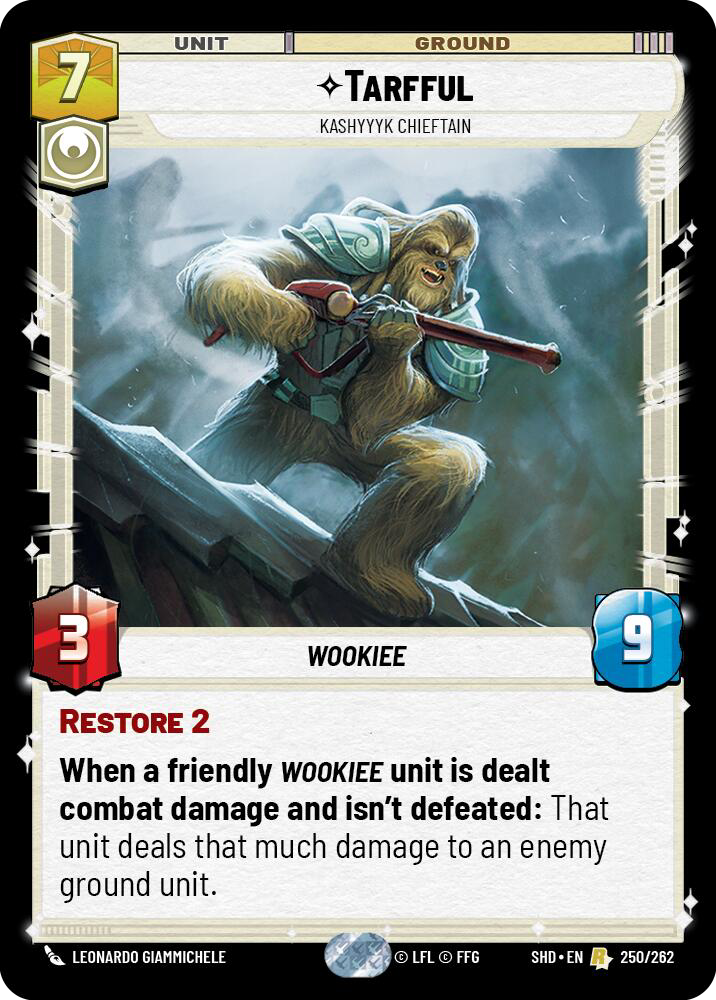 UNIT
GROUND
7
✧TARFFUL
KASHYYYK CHIEFTAIN
3
WOOKIEE
9
RESTORE 2
When a friendly WOOKIEE unit is dealt
combat damage and isn't defeated: That
unit deals that much damage to an enemy
ground unit.
LEONARDO GIAMMICHELE
© LFL © FFG
SHD • EN R 250/262